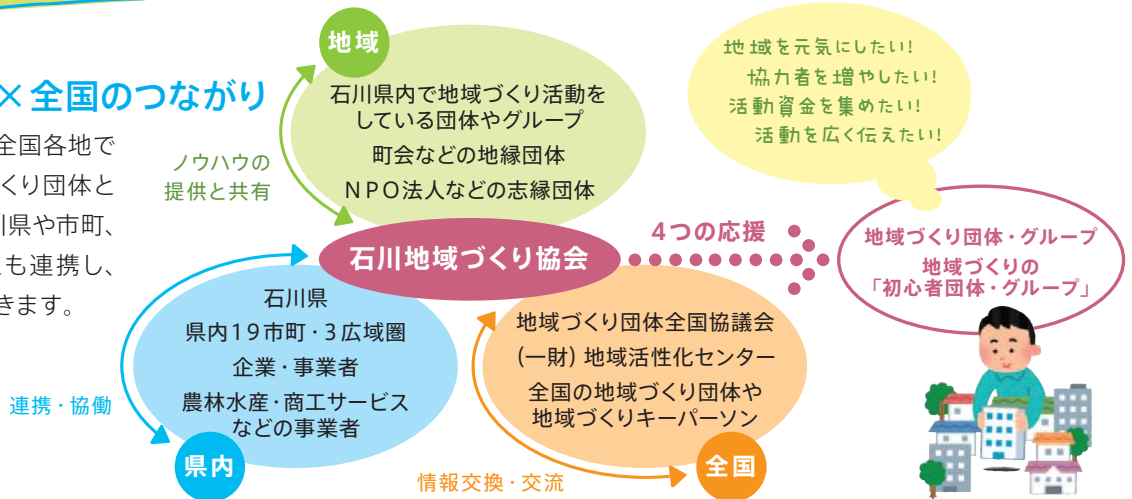 ×全国のつながり
全国各地で
くり団体と
川県や市町、
も連携し、
きます。
地域
石川県内で地域づくり活動を
している団体やグループ
町会などの地縁団体
NPO法人などの志縁団体
ノウハウの
提供と共有
石川地域づくり協会
石川県
県内19市町・3広域圏
企業・事業者
農林水産・商工サービス
などの事業者
連携・協働
県内
地域づくり団体全国協議会
(一財)地域活性化センター
全国の地域づくり団体や
地域づくりキーパーソン
情報交換・交流
全国
4つの応援
地域を元気にしたい!
協力者を増やしたい!
活動資金を集めたい!
活動を広く伝えたい!
地域づくり団体・グループ
地域づくりの
「初心者団体・グループ」